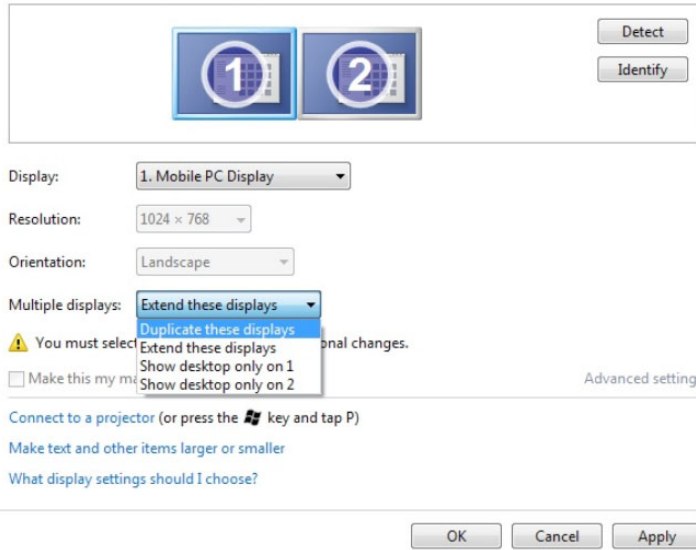 1 2
Detect
Identify
Display: 1. Mobile PC Display
Resolution: 1024 × 768
Orientation: Landscape
Multiple displays: Extend these displays
Duplicate these displays
You must select onal changes.
Extend these displays
Show desktop only on 1
Make this my ma
Show desktop only on 2
Advanced setting
Connect to a projector (or press the key and tap P)
Make text and other items larger or smaller
What display settings should I choose?
OK Cancel Apply